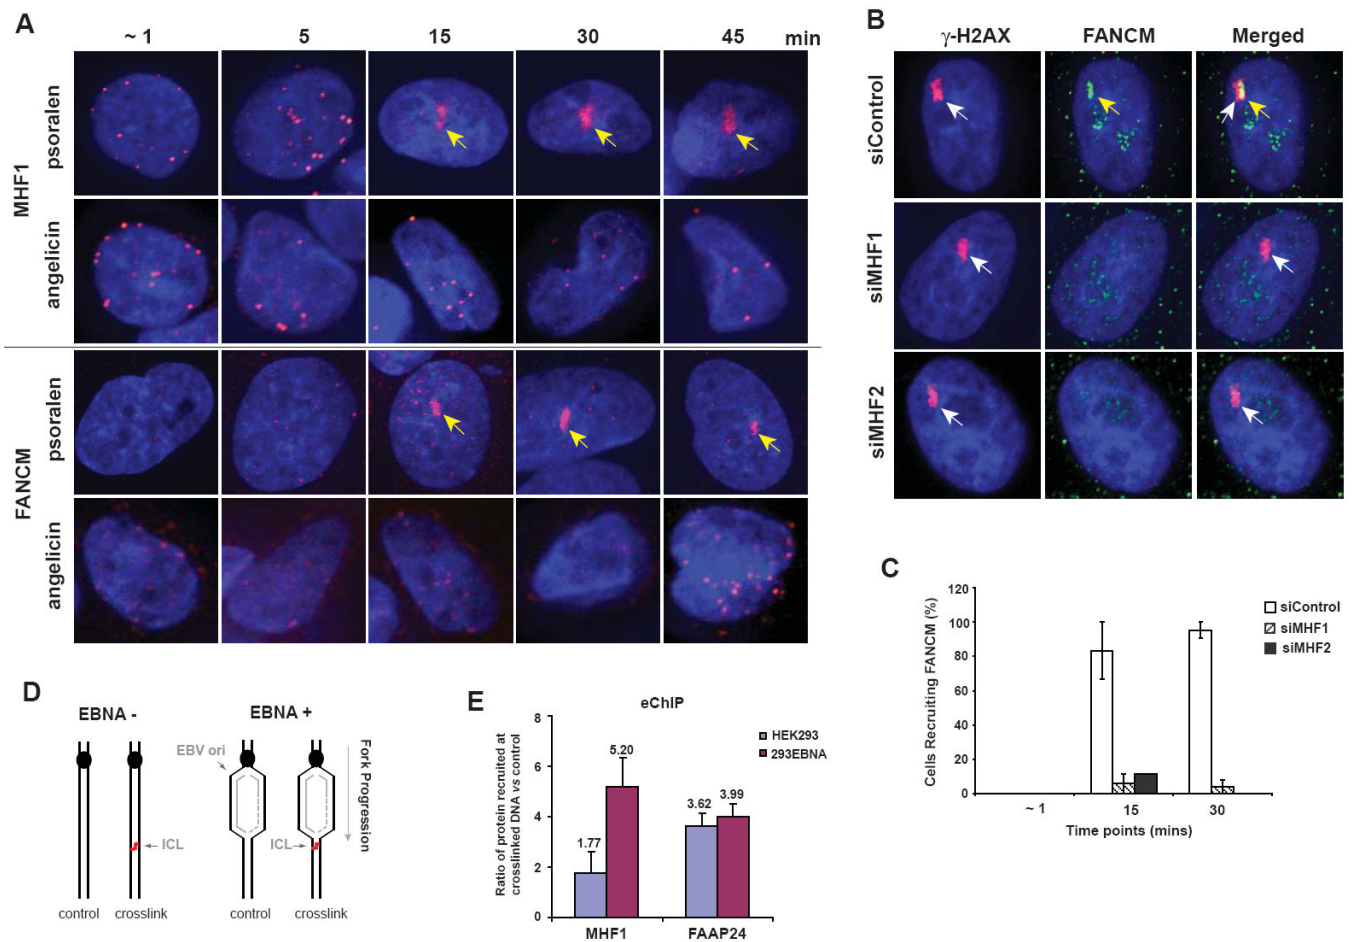 A
~ 1 5 15 30 45 min
MHF1
psoralen
angelicin
FANCM
psoralen
angelicin
B
γ-H2AX FANCM Merged
siControl
siMHF1
siMHF2
C
Cells Recruiting FANCM (%)
120
100
80
60
40
20
0
~ 1 15 30
Time points (mins)
siControl
siMHF1
siMHF2
D
EBNA - EBNA +
EBV ori
Fork Progression
ICL ICL
control crosslink control crosslink
E
eChIP
Ratio of protein recruited at
crosslinked DNA vs control
8
6
4
2
0
1.77
5.20
3.62
3.99
MHF1 FAAP24
HEK293
293EBNA